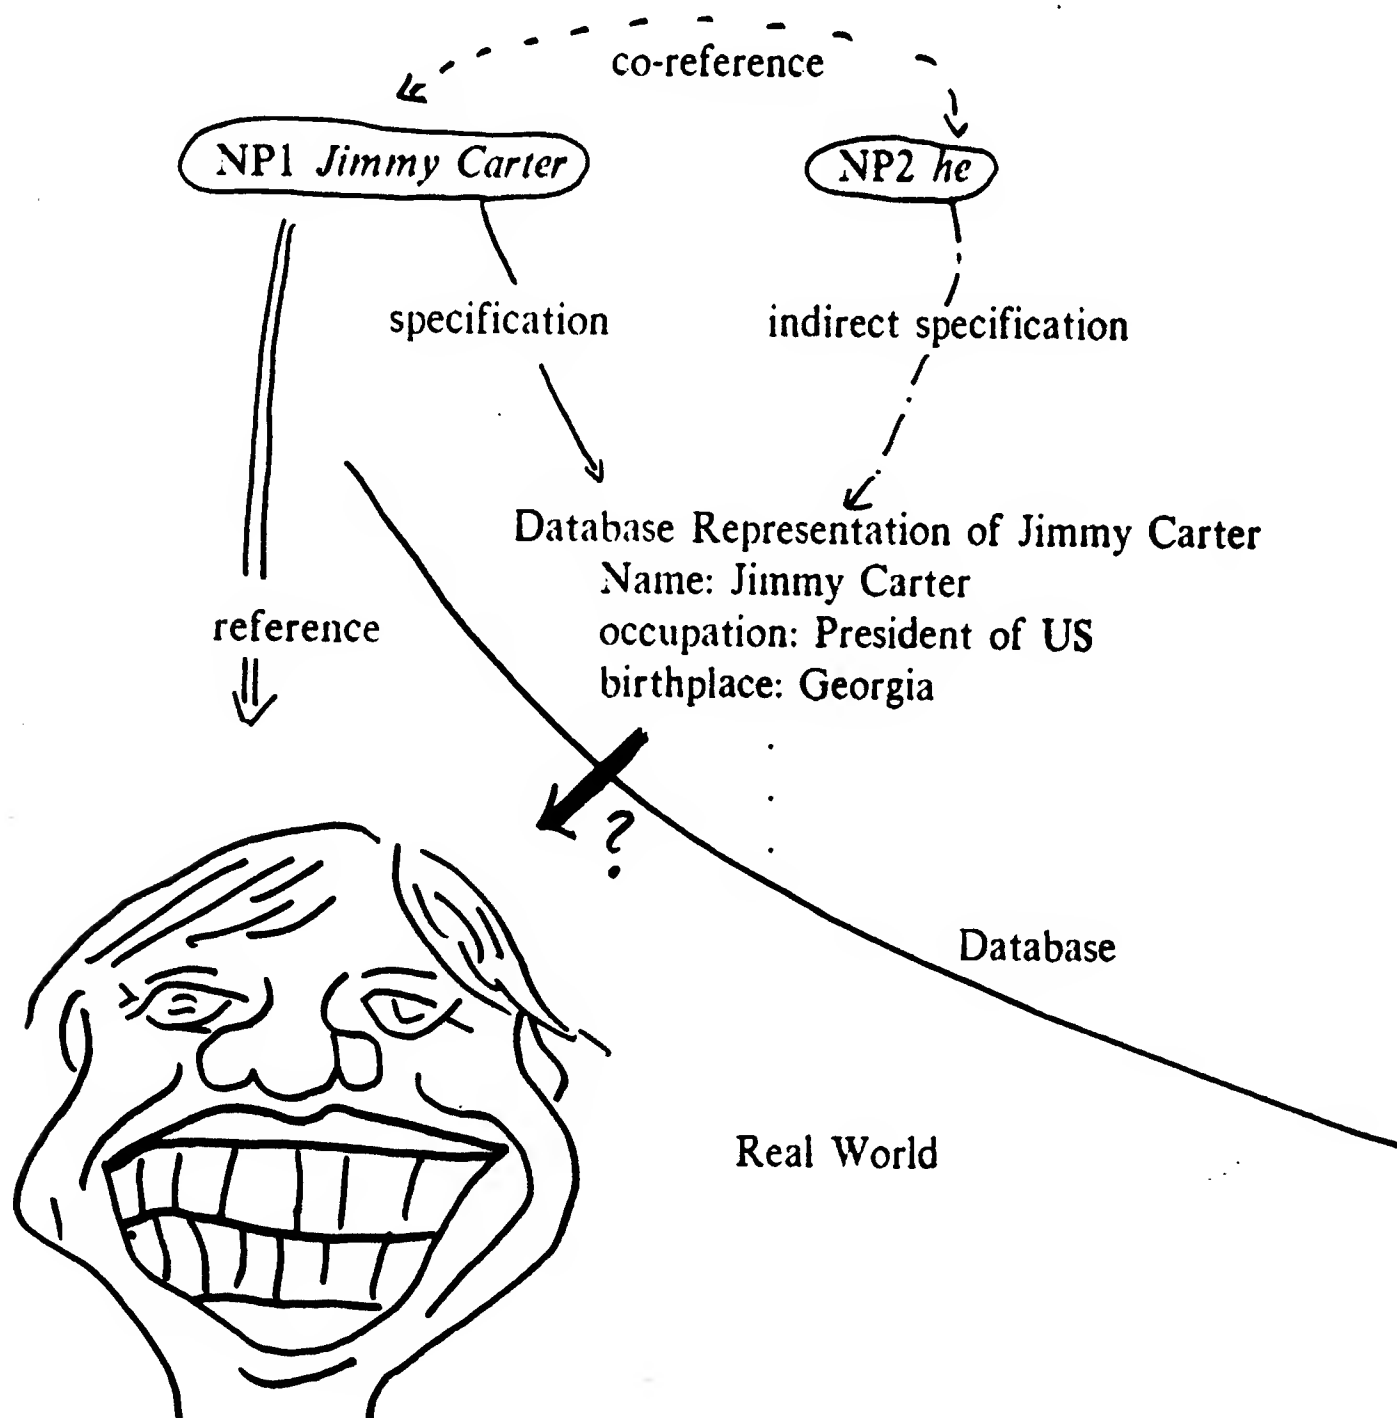 co-reference
NP1 Jimmy Carter
NP2 he
specification
indirect specification
Database Representation of Jimmy Carter
Name: Jimmy Carter
occupation: President of US
birthplace: Georgia
reference
?
Database
Real World